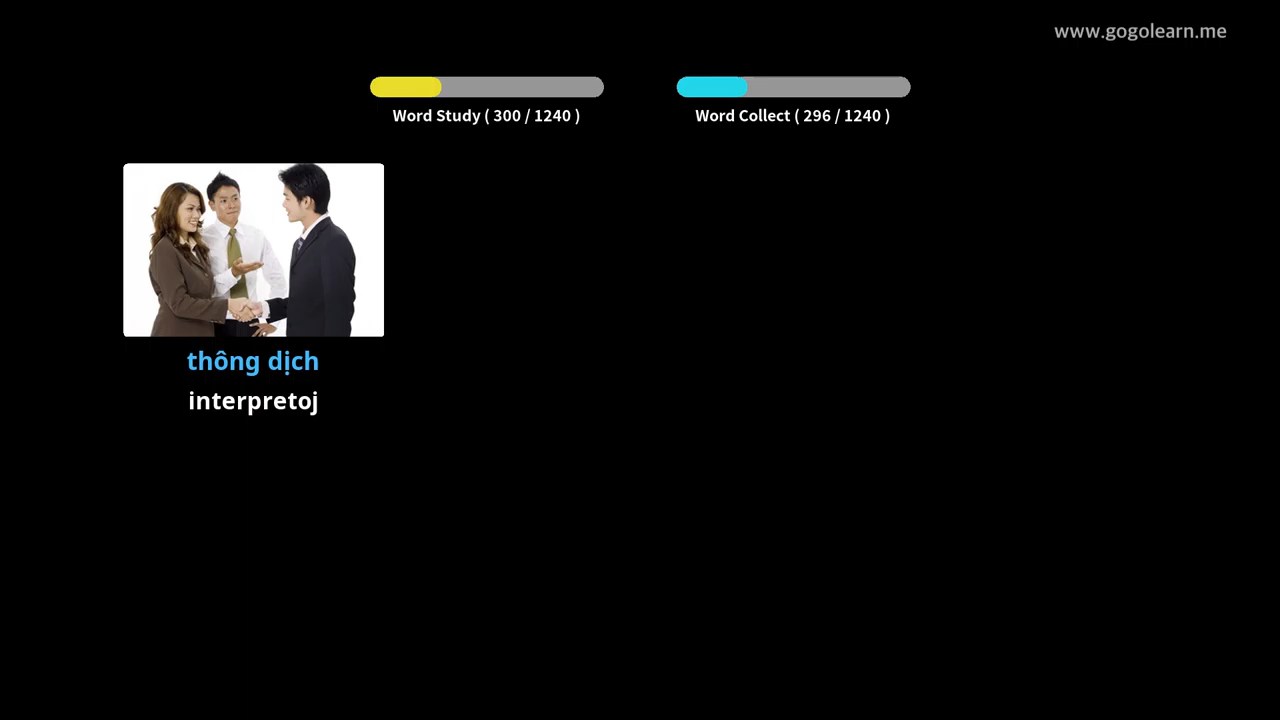 www.gogolearn.me
Word Study ( 300 / 1240 )
Word Collect ( 296 / 1240 )
thông dịch
interpretoj